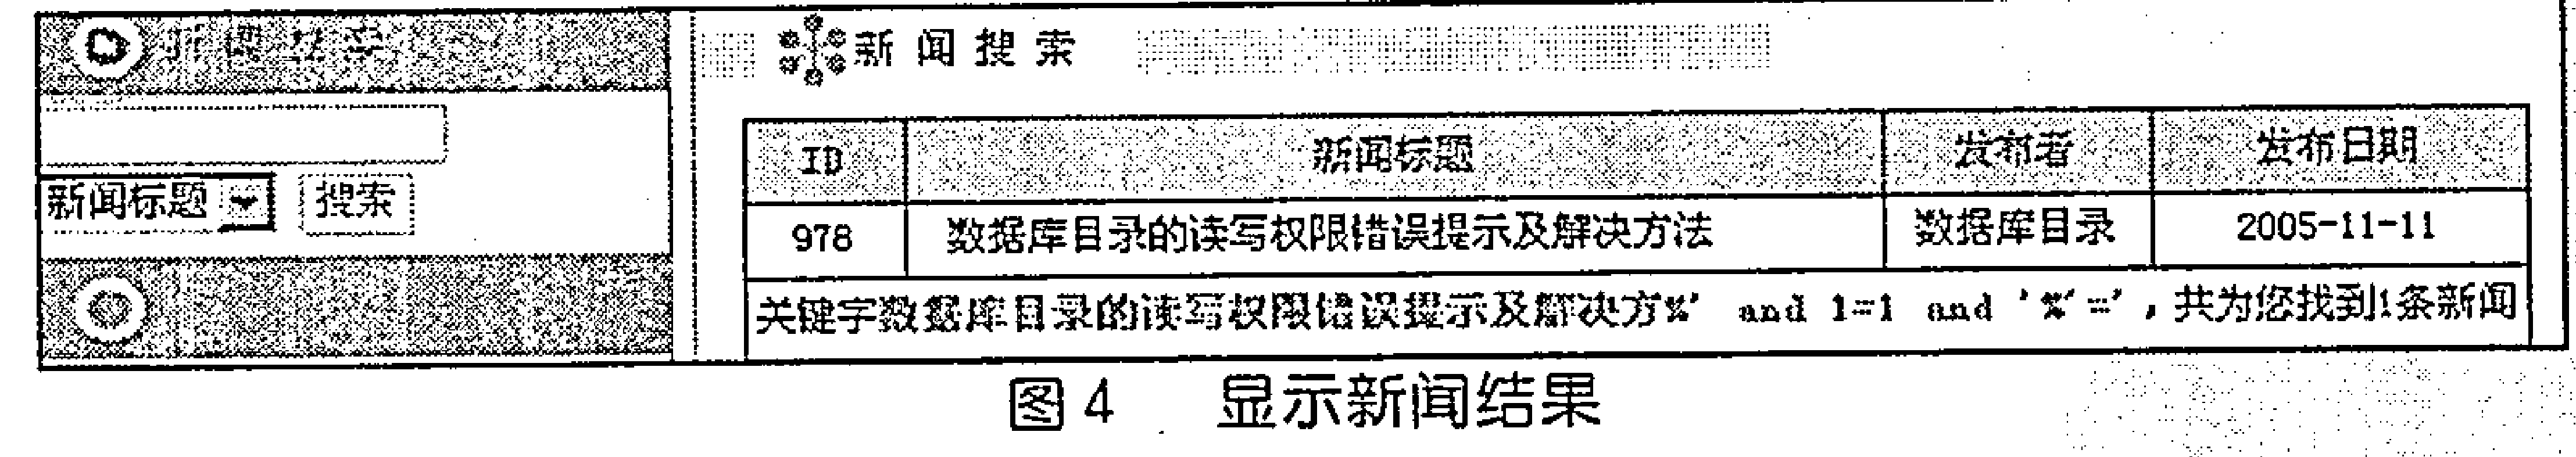 新闻搜索
新闻标题 搜索
ID 新闻标题 发布者 发布日期
978 数据库目录的读写权限错误提示及解决方法 数据库目录 2005-11-11
关键字数据库目录的读写权限错误提示及解决方%' and 1=1 and '%'=', 共为您找到1条新闻
图4 显示新闻结果